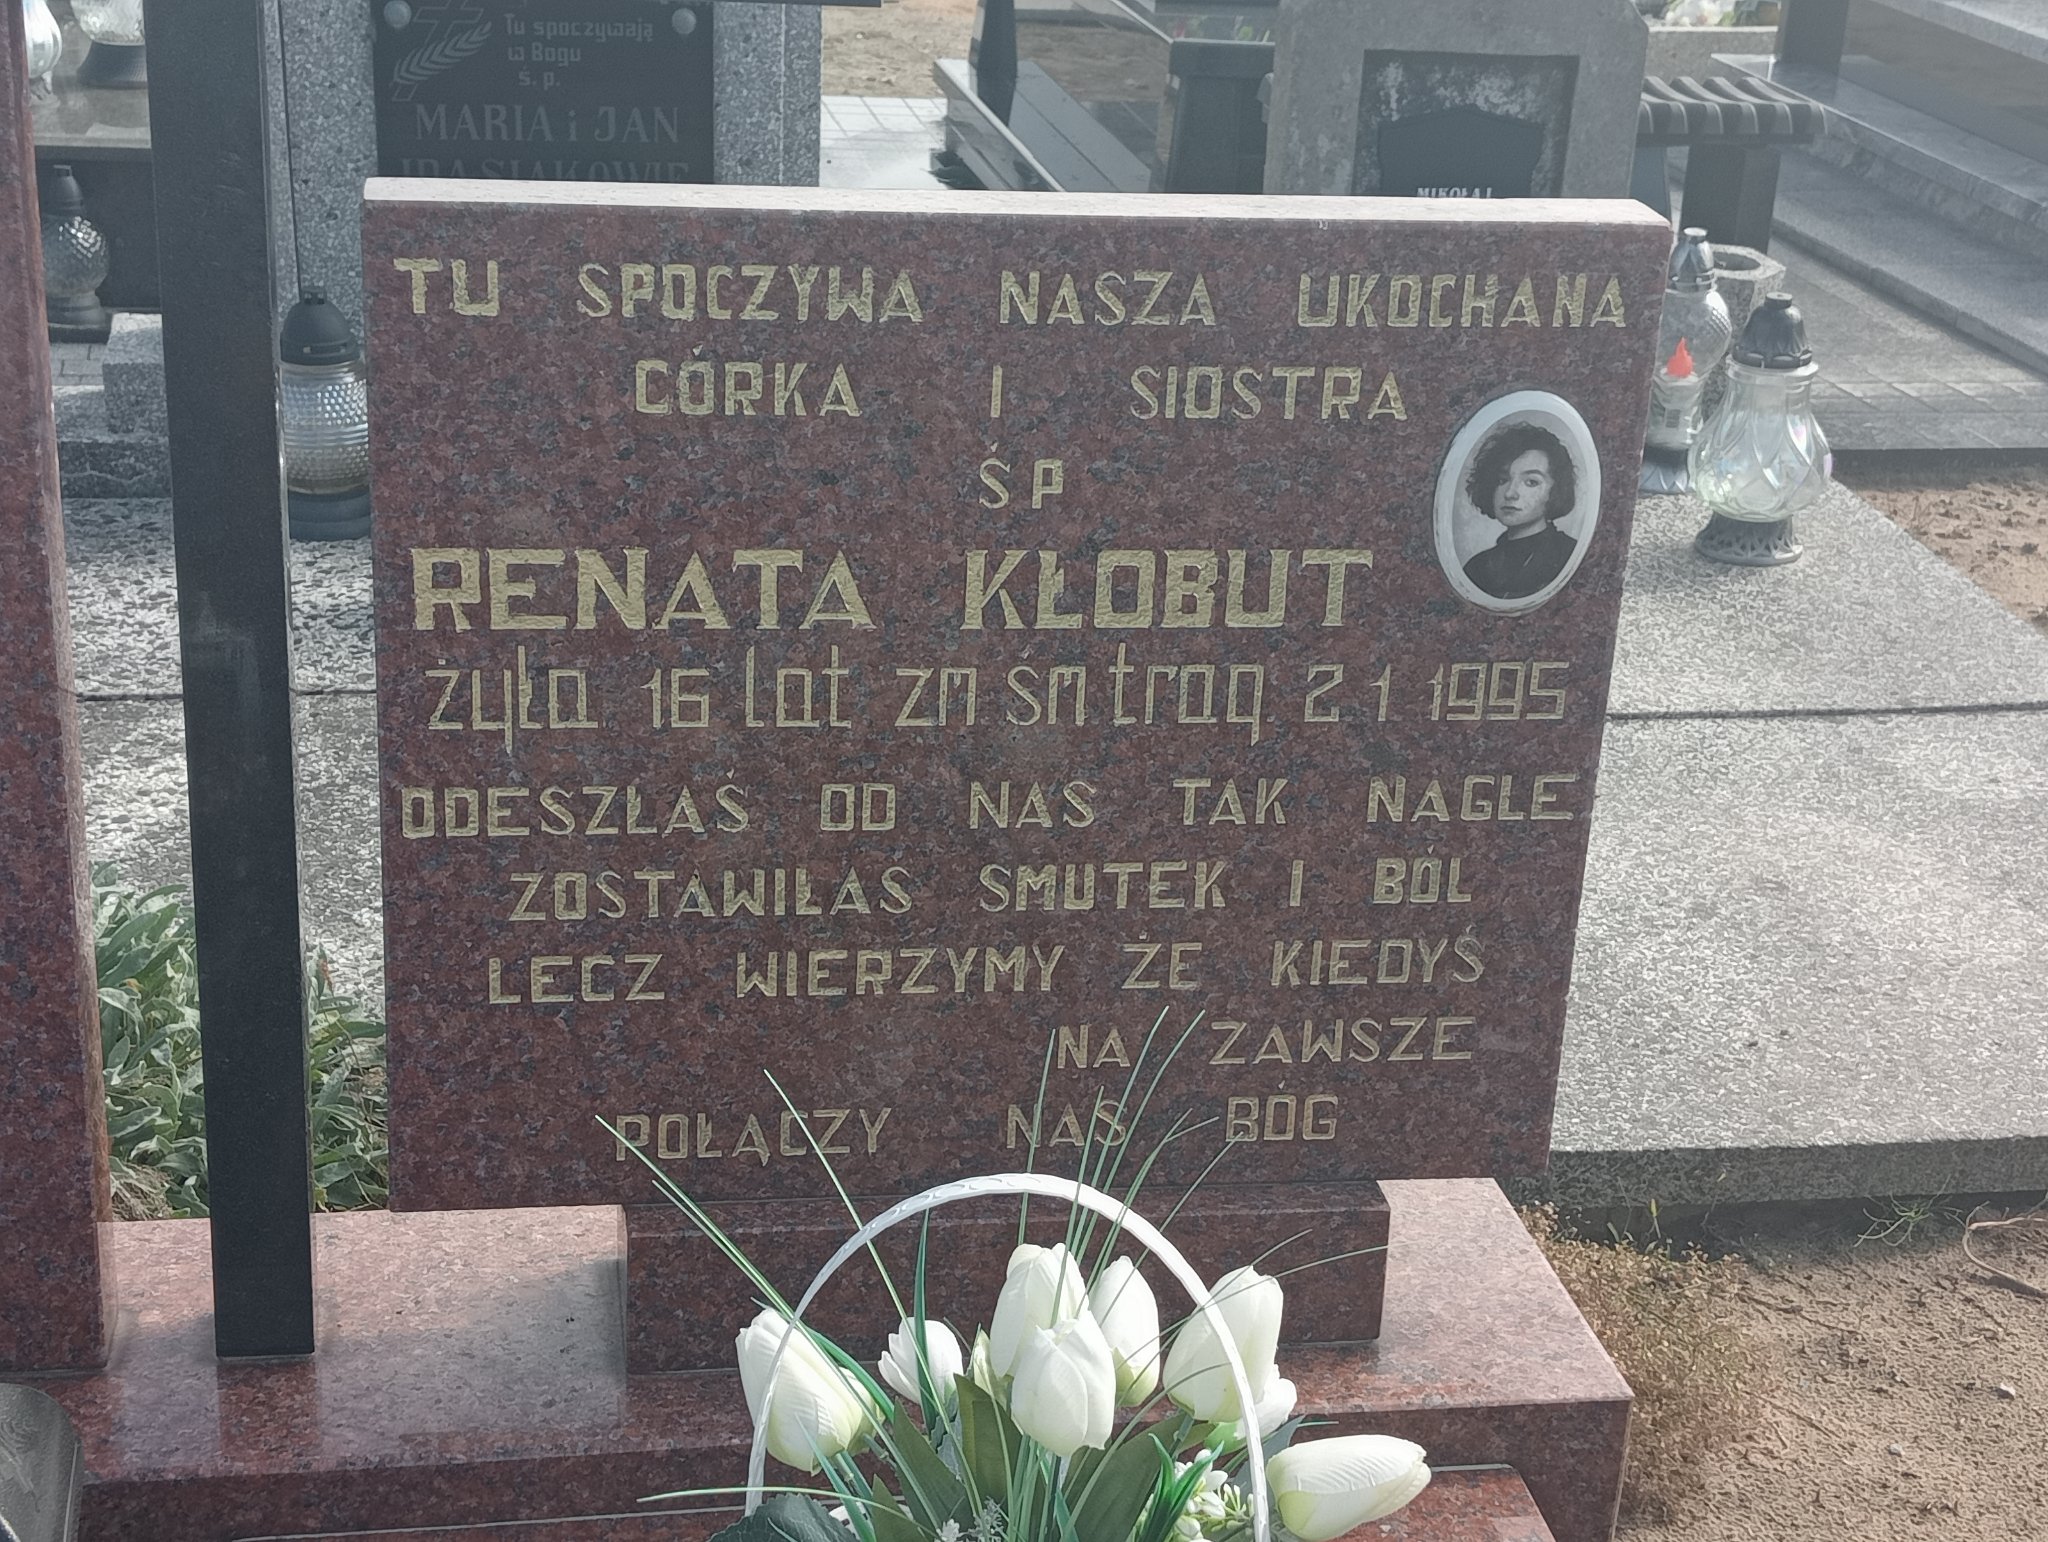 Tu spoczywają
w Bogu
ś. p.
MARIA i JAN
MIKOŁAJ
TU SPOCZYWA NASZA UKOCHANA
CÓRKA I SIOSTRA
ŚP
RENATA KŁOBUT
żyła 16 lat zm śm trag. 2 1 1995
ODESZŁAŚ OD NAS TAK NAGLE
ZOSTAWIŁAŚ SMUTEK I BÓL
LECZ WIERZYMY ŻE KIEDYŚ
NA ZAWSZE
POŁĄCZY NAS BÓG